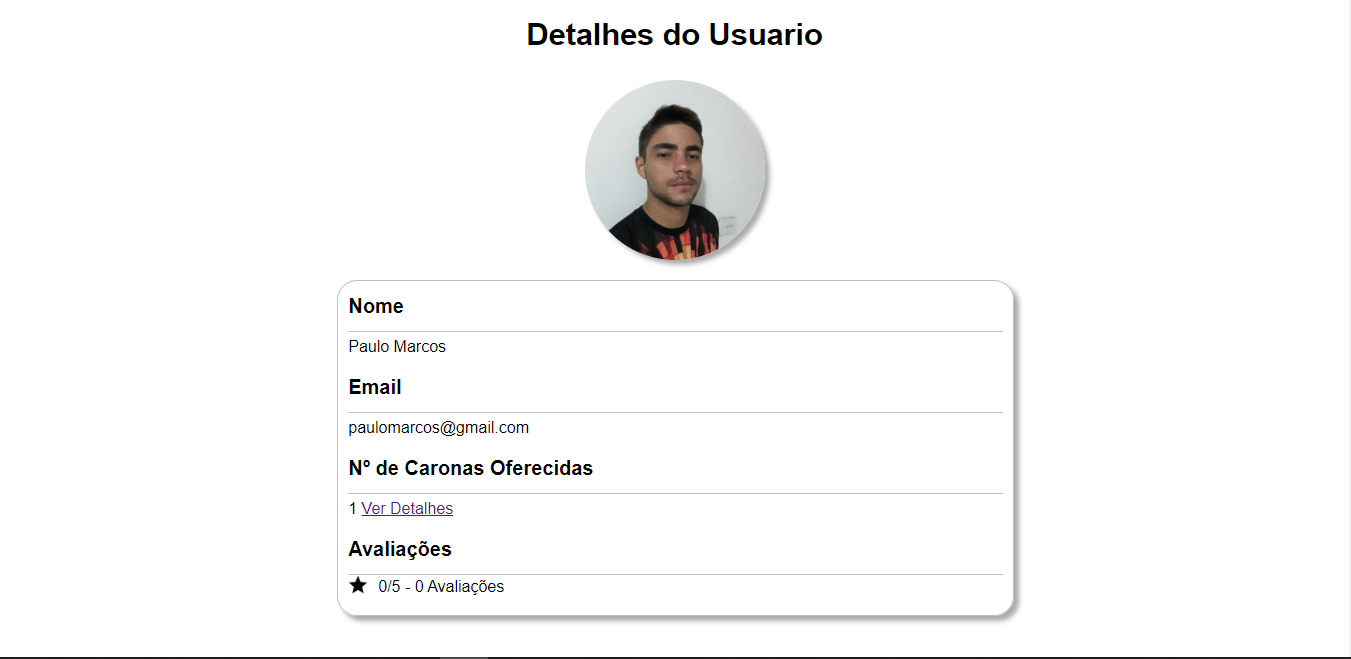 Detalhes do Usuario
Nome
Paulo Marcos
Email
paulomarcos@gmail.com
Nº de Caronas Oferecidas
1 Ver Detalhes
Avaliações
0/5 - 0 Avaliações